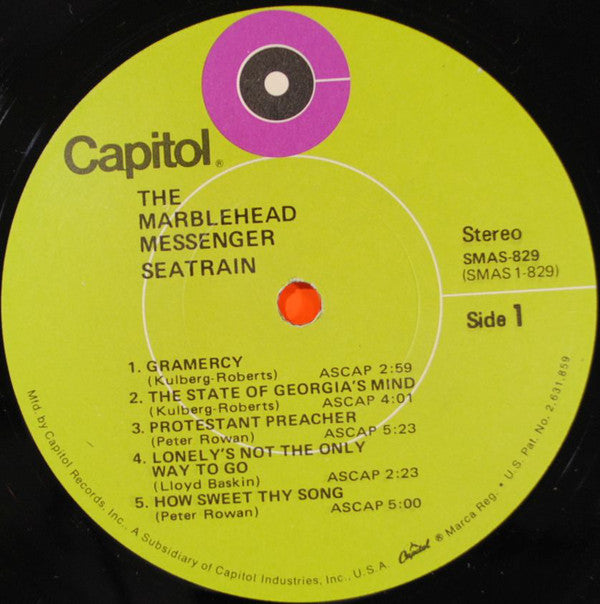 Capitol®
THE
MARBLEHEAD
MESSENGER
SEATRAIN
Stereo
SMAS-829
(SMAS 1-829)
Side 1
1. GRAMERCY
(Kulberg-Roberts) ASCAP 2:59
2. THE STATE OF GEORGIA'S MIND
(Kulberg-Roberts) ASCAP 4:01
3. PROTESTANT PREACHER
(Peter Rowan) ASCAP 5:23
4. LONELY'S NOT THE ONLY
WAY TO GO
(Lloyd Baskin) ASCAP 2:23
5. HOW SWEET THY SONG
(Peter Rowan) ASCAP 5:00
Mfd. by Capitol Records, Inc., A Subsidiary of Capitol Industries, Inc., U.S.A. Capitol ® Marca Reg. • U.S. Pat. No. 2,631,859